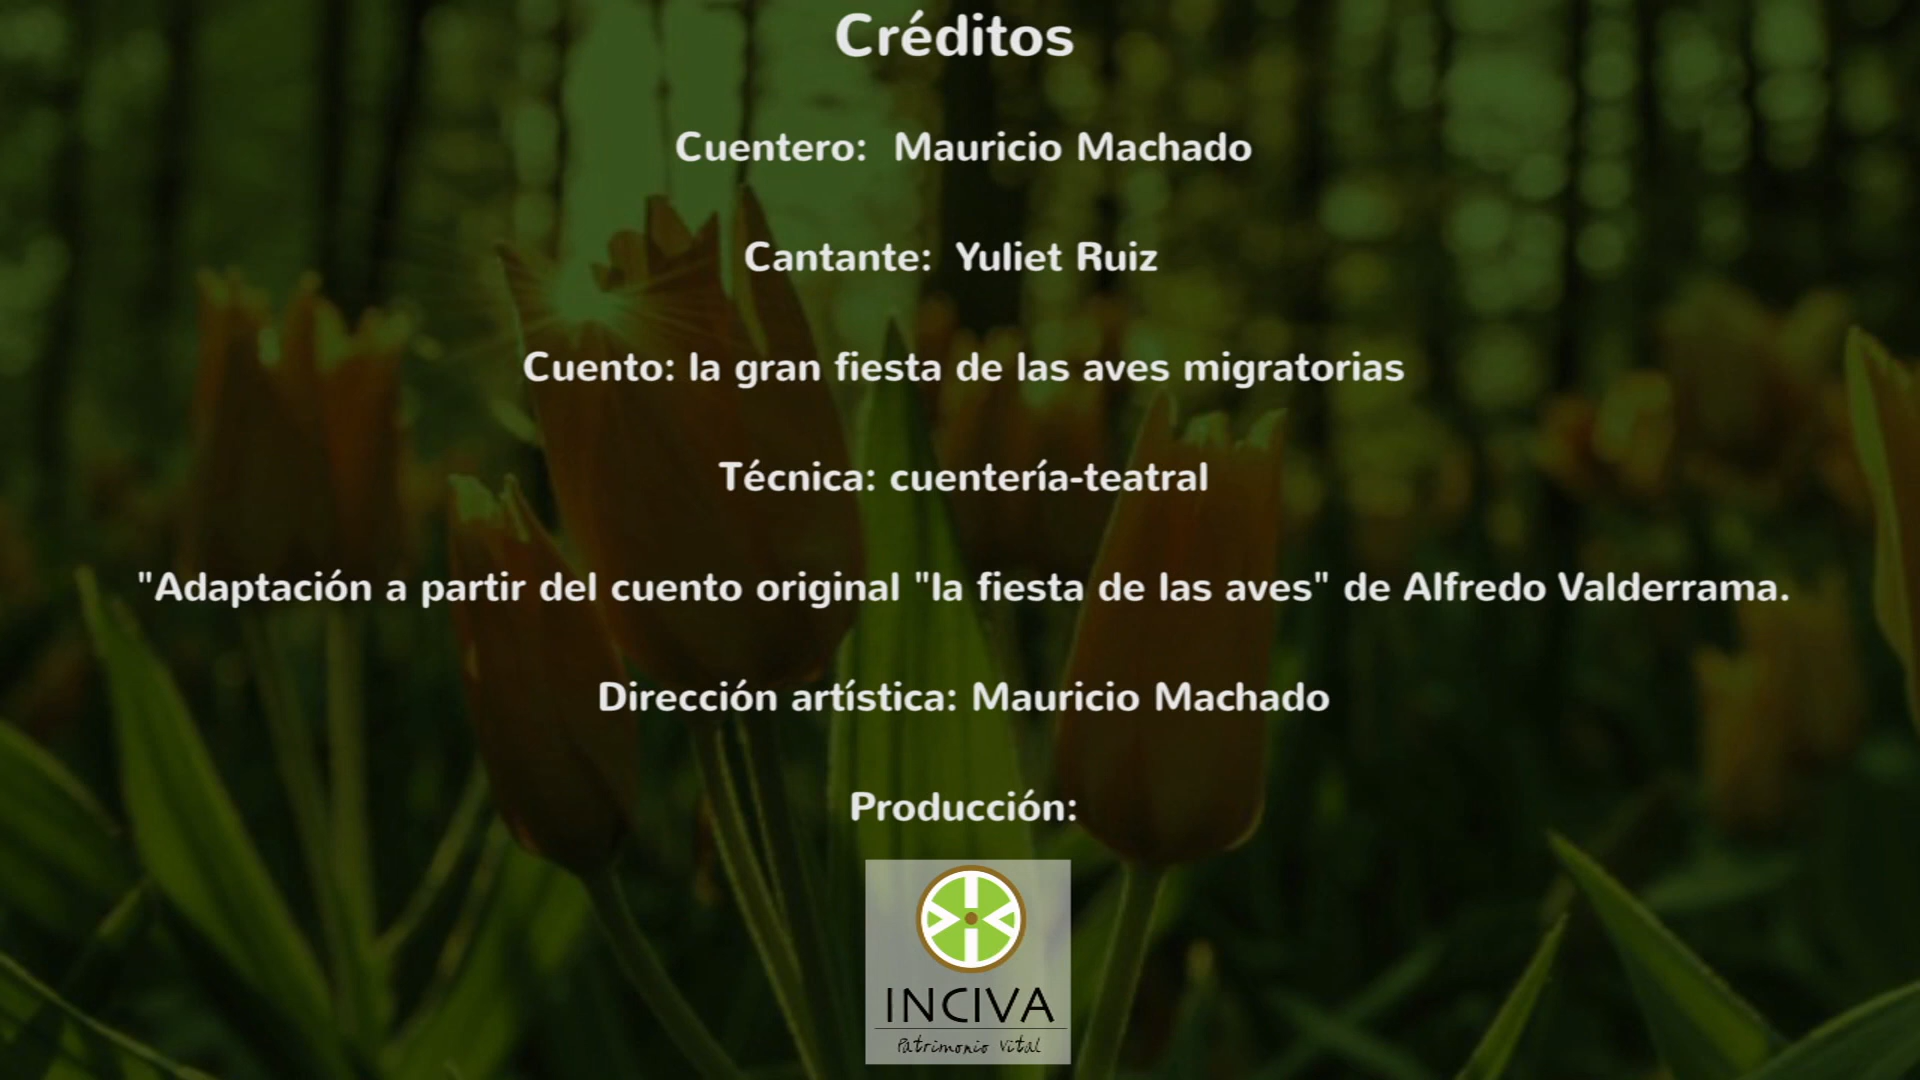 Créditos
Cuentero: Mauricio Machado
Cantante: Yuliet Ruiz
Cuento: la gran fiesta de las aves migratorias
Técnica: cuentería-teatral
"Adaptación a partir del cuento original "la fiesta de las aves" de Alfredo Valderrama.
Dirección artística: Mauricio Machado
Producción:
INCIVA
Patrimonio Vital